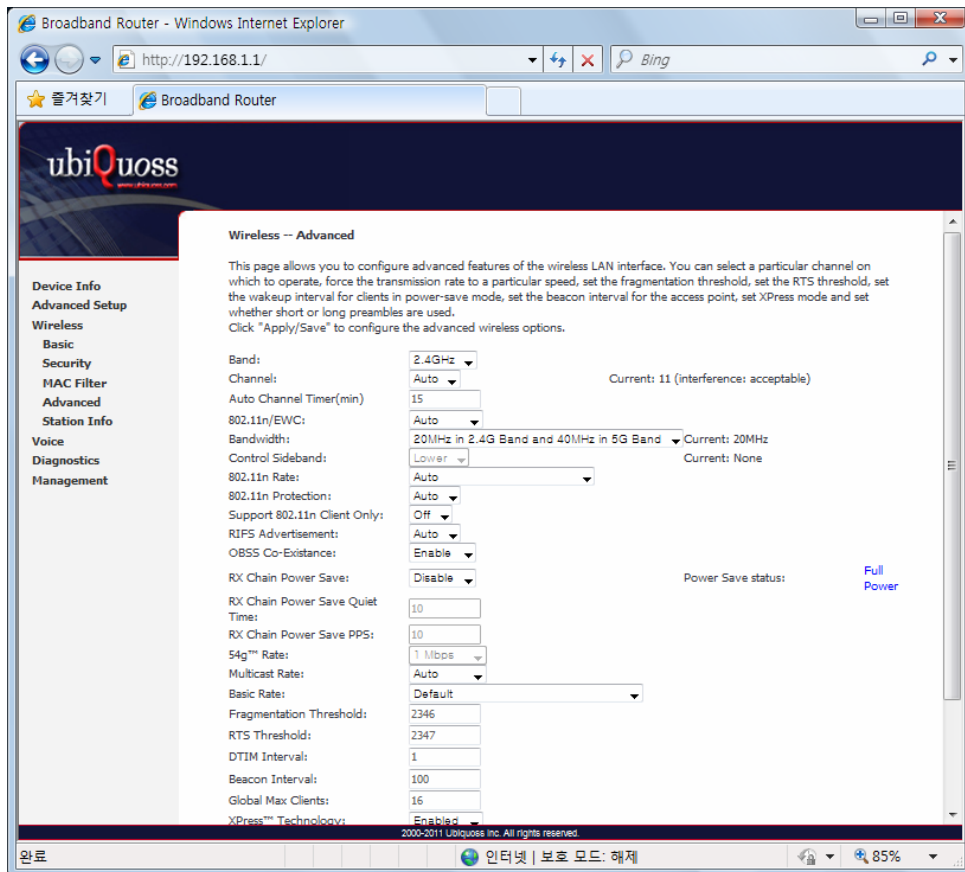 Broadband Router - Windows Internet Explorer
http://192.168.1.1/
Bing
즐겨찾기
Broadband Router
ubiQuoss
www.ubiquoss.com
Wireless -- Advanced
This page allows you to configure advanced features of the wireless LAN interface. You can select a particular channel on
which to operate, force the transmission rate to a particular speed, set the fragmentation threshold, set the RTS threshold, set
the wakeup interval for clients in power-save mode, set the beacon interval for the access point, set XPress mode and set
whether short or long preambles are used.
Click "Apply/Save" to configure the advanced wireless options.
Device Info
Advanced Setup
Wireless
Basic
Security
MAC Filter
Advanced
Station Info
Voice
Diagnostics
Management
Band: 2.4GHz
Channel: Auto Current: 11 (interference: acceptable)
Auto Channel Timer(min) 15
802.11n/EWC: Auto
Bandwidth: 20MHz in 2.4G Band and 40MHz in 5G Band Current: 20MHz
Control Sideband: Lower Current: None
802.11n Rate: Auto
802.11n Protection: Auto
Support 802.11n Client Only: Off
RIFS Advertisement: Auto
OBSS Co-Existance: Enable
RX Chain Power Save: Disable Power Save status: Full
Power
RX Chain Power Save Quiet
Time: 10
RX Chain Power Save PPS: 10
54g™ Rate: 1 Mbps
Multicast Rate: Auto
Basic Rate: Default
Fragmentation Threshold: 2346
RTS Threshold: 2347
DTIM Interval: 1
Beacon Interval: 100
Global Max Clients: 16
XPress™ Technology: Enabled
2000-2011 Ubiquoss Inc. All rights reserved.
완료 인터넷 | 보호 모드: 해제 85%